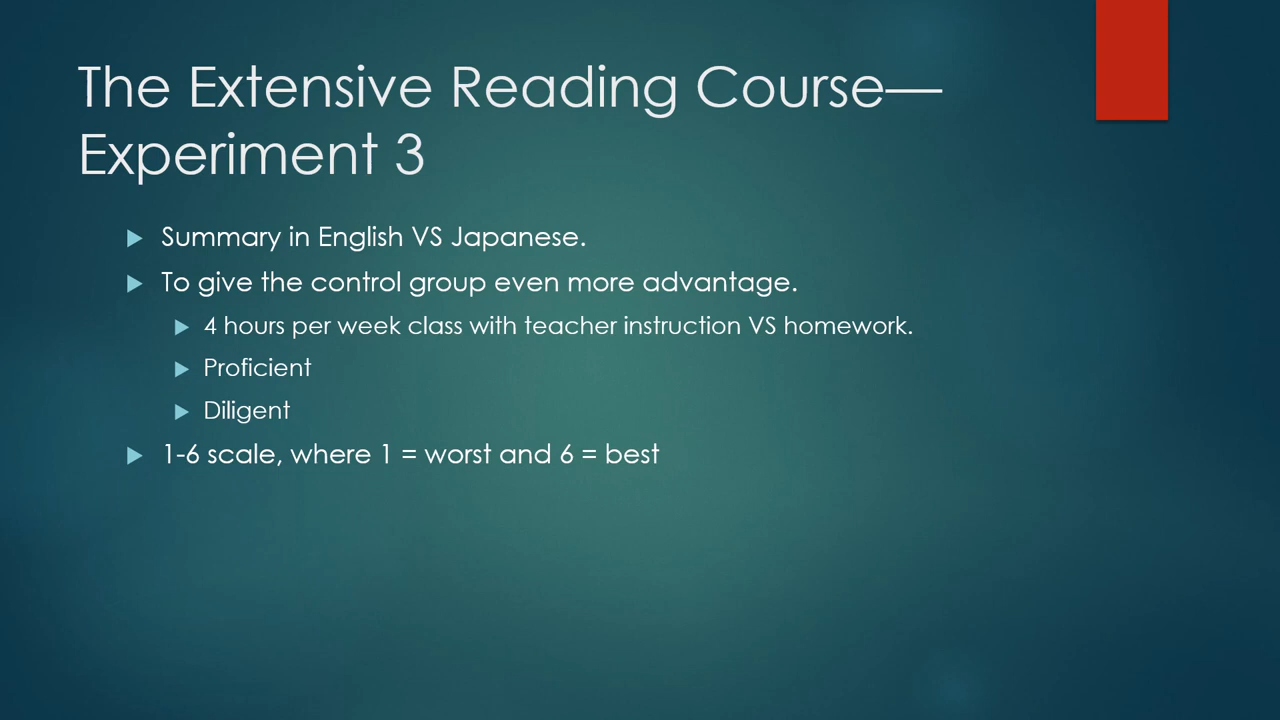 The Extensive Reading Course—
Experiment 3
Summary in English VS Japanese.
To give the control group even more advantage.
4 hours per week class with teacher instruction VS homework.
Proficient
Diligent
1-6 scale, where 1 = worst and 6 = best